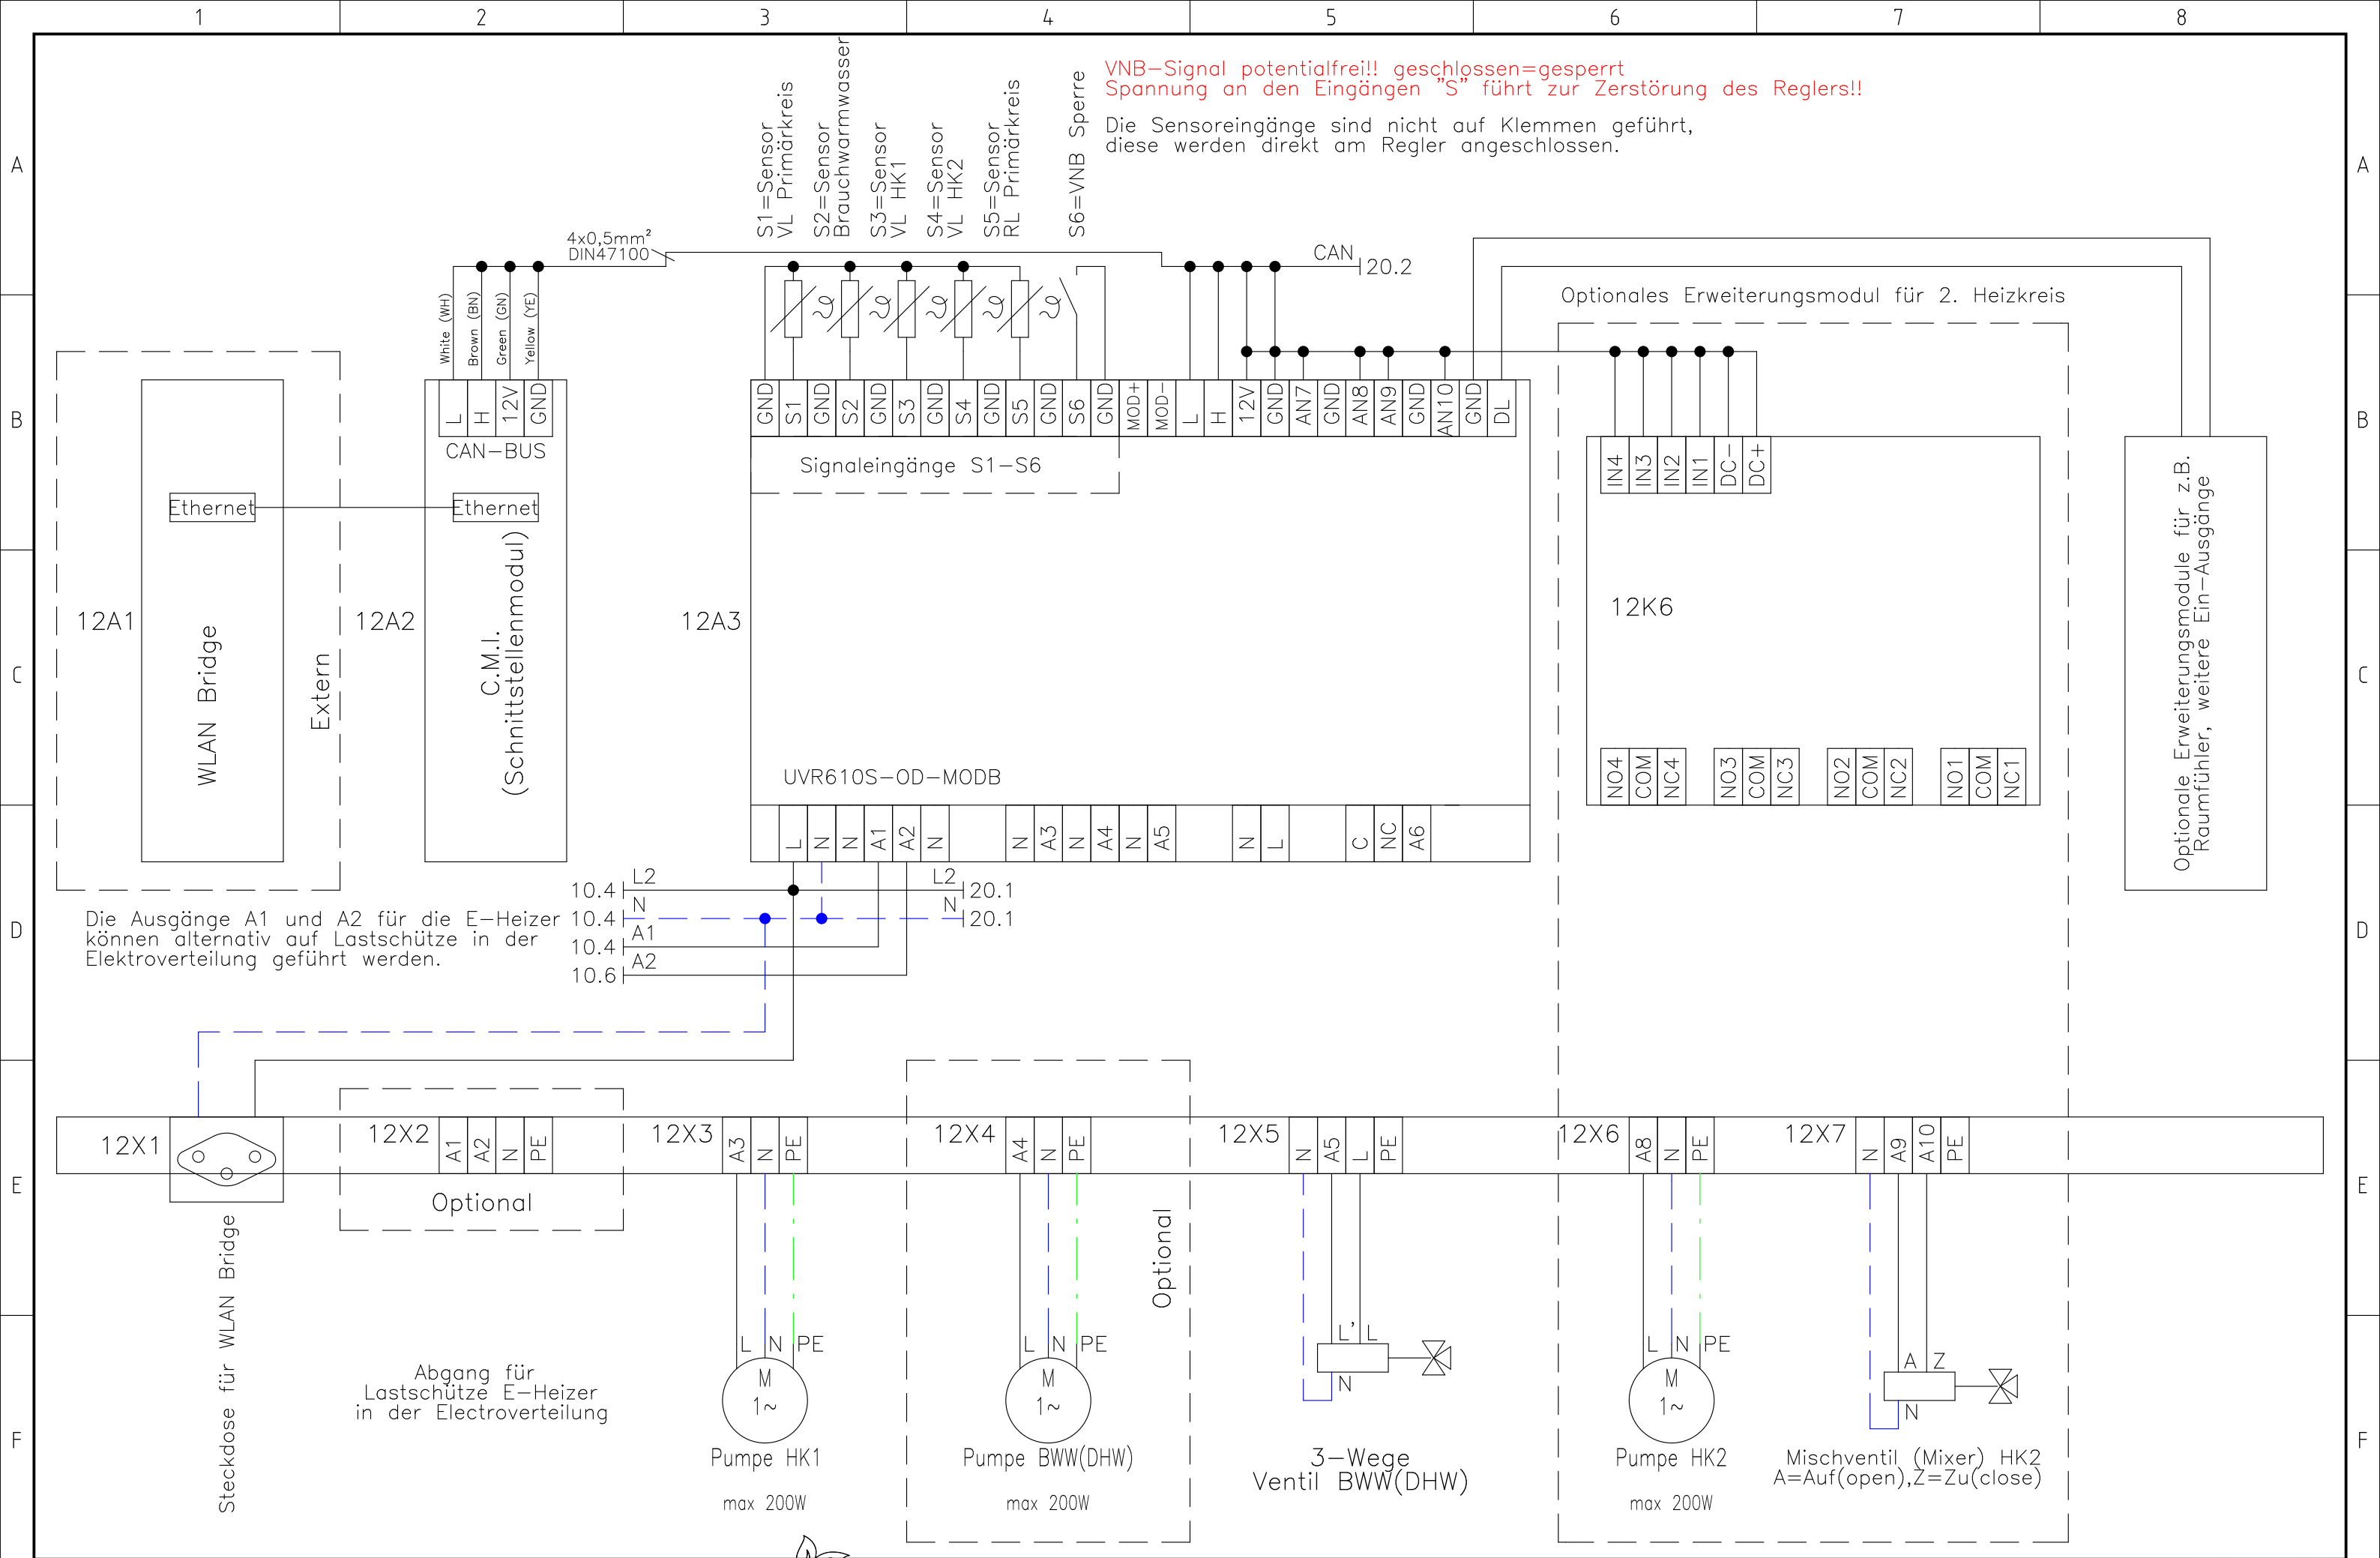 1
2
3
4
5
6
7
8
A
A
B
B
C
C
D
D
E
E
F
F
VNB-Signal potentialfrei!! geschlossen=gesperrt
Spannung an den Eingängen "S" führt zur Zerstörung des Reglers!!
Die Sensoreingänge sind nicht auf Klemmen geführt,
diese werden direkt am Regler angeschlossen.
S1=Sensor
VL Primärkreis
S2=Sensor
Brauchwarmwasser
S3=Sensor
VL HK1
S4=Sensor
VL HK2
S5=Sensor
RL Primärkreis
S6=VNB Sperre
4x0,5mm²
DIN47100
CAN
20.2
White (WH)
Brown (BN)
Green (GN)
Yellow (YE)
L
H
12V
GND
CAN-BUS
Ethernet
Ethernet
12A1
WLAN Bridge
Extern
12A2
C.M.I.
(Schnittstellenmodul)
12A3
GND
S1
GND
S2
GND
S3
GND
S4
GND
S5
GND
S6
GND
MOD+
MOD-
L
H
12V
GND
AN7
GND
AN8
AN9
GND
AN10
GND
DL
Signaleingänge S1-S6
UVR610S-OD-MODB
L
N
N
A1
A2
N
N
A3
N
A4
N
A5
N
L
C
NC
A6
Optionales Erweiterungsmodul für 2. Heizkreis
IN4
IN3
IN2
IN1
DC-
DC+
12K6
NO4
COM
NC4
NO3
COM
NC3
NO2
COM
NC2
NO1
COM
NC1
Optionale Erweiterungsmodule für z.B.
Raumfühler, weitere Ein-Ausgänge
10.4
L2
L2
20.1
10.4
N
N
20.1
10.4
A1
10.6
A2
Die Ausgänge A1 und A2 für die E-Heizer
können alternativ auf Lastschütze in der
Elektroverteilung geführt werden.
12X1
12X2
A1
A2
N
PE
Optional
12X3
A3
N
PE
12X4
A4
N
PE
Optional
12X5
N
A5
L
PE
12X6
A8
N
PE
12X7
N
A9
A10
PE
Steckdose für WLAN Bridge
Abgang für
Lastschütze E-Heizer
in der Electroverteilung
L
N
PE
M
1~
Pumpe HK1
max 200W
L
N
PE
M
1~
Pumpe BWW(DHW)
max 200W
L'
L
N
3-Wege
Ventil BWW(DHW)
L
N
PE
M
1~
Pumpe HK2
max 200W
A
Z
N
Mischventil (Mixer) HK2
A=Auf(open),Z=Zu(close)